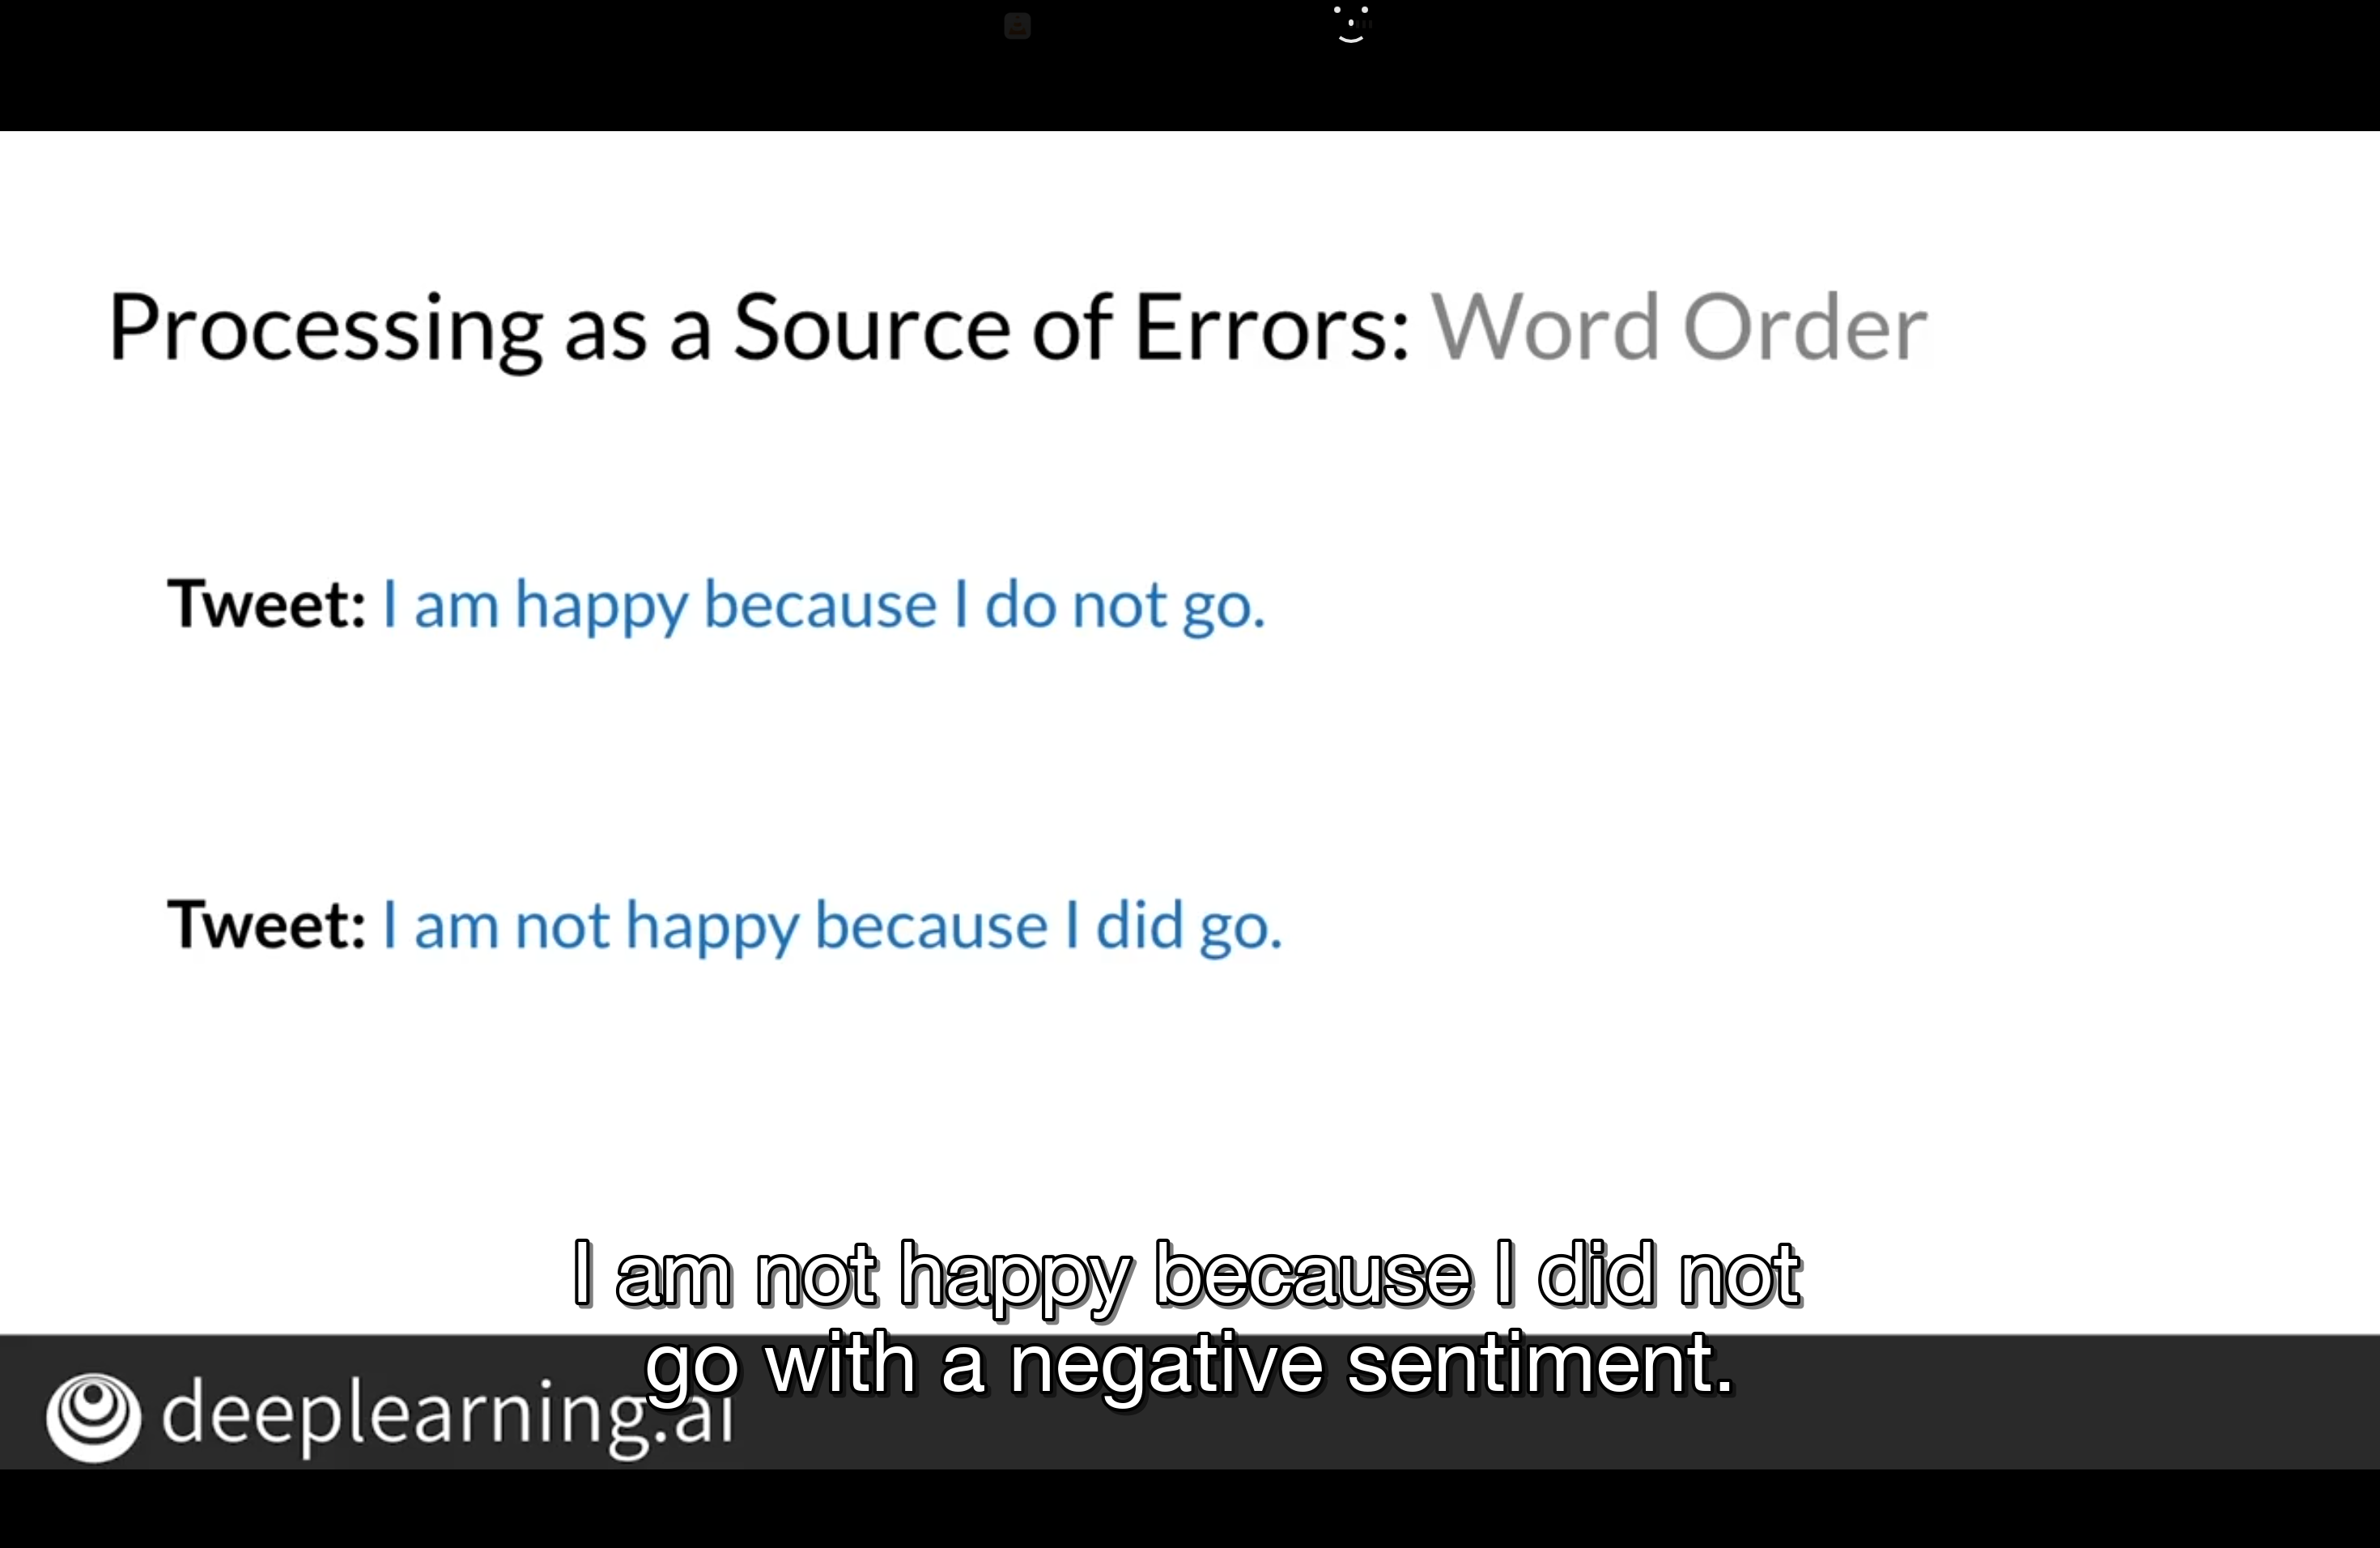 Processing as a Source of Errors: Word Order
Tweet: I am happy because I do not go.
Tweet: I am not happy because I did go.
I am not happy because I did not
go with a negative sentiment.
deeplearning.ai